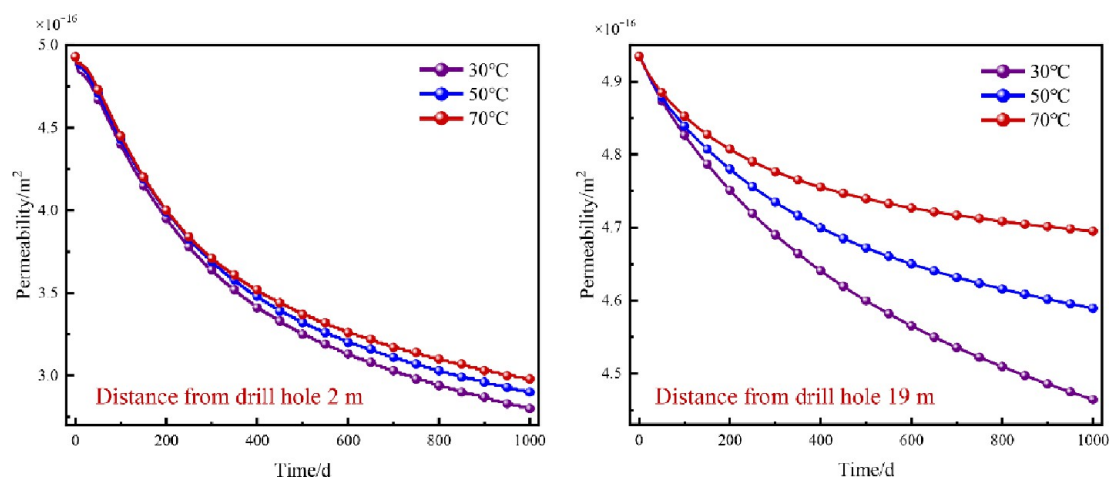 ×10⁻¹⁶
5.0
4.5
4.0
3.5
3.0
Permeability/m²
30℃
50℃
70℃
Distance from drill hole 2 m
0 200 400 600 800 1000
Time/d
×10⁻¹⁶
4.9
4.8
4.7
4.6
4.5
Permeability/m²
30℃
50℃
70℃
Distance from drill hole 19 m
0 200 400 600 800 1000
Time/d